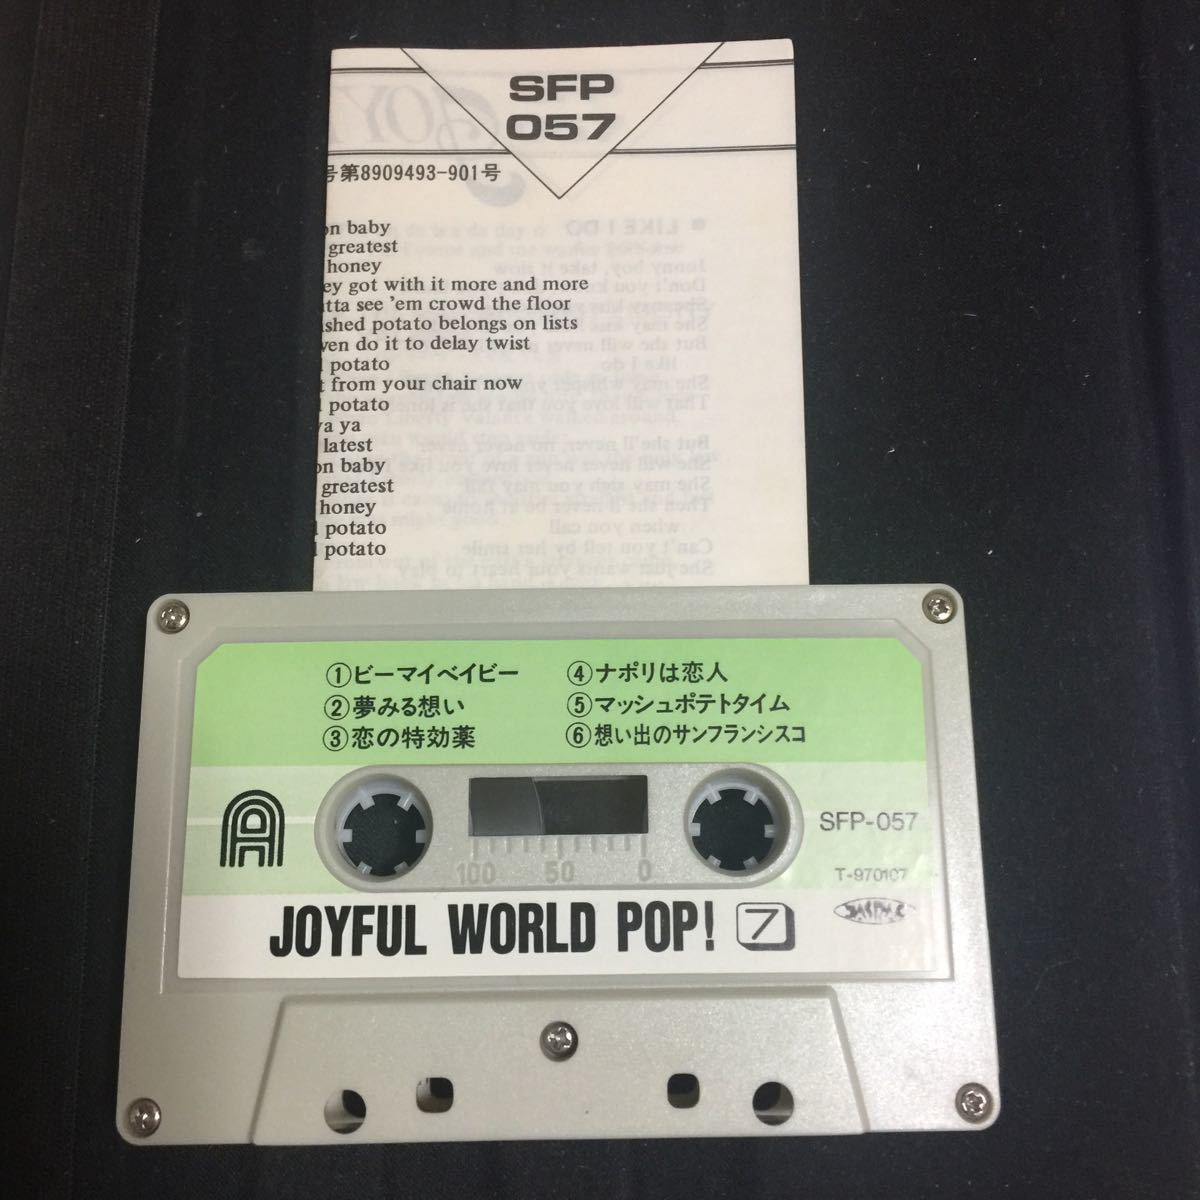 SFP
057
号第8909493-901号
on baby
greatest
honey
ey got with it more and more
tta see 'em crowd the floor
shed potato belongs on lists
ven do it to delay twist
potato
from your chair now
potato
ya ya
latest
on baby
greatest
honey
potato
potato
①ビーマイベイビー
②夢みる想い
③恋の特効薬
④ナポリは恋人
⑤マッシュポテトタイム
⑥想い出のサンフランシスコ
A
SFP-057
100 50 0
T-970107
JASRAC
JOYFUL WORLD POP! 7